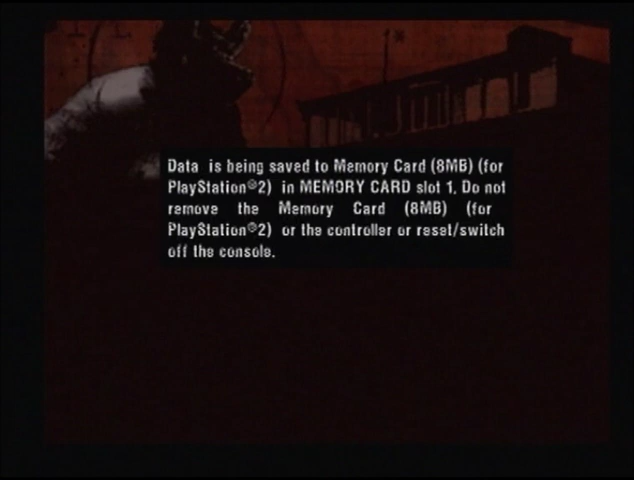 Data is being saved to Memory Card (8MB) (for
PlayStation®2) in MEMORY CARD slot 1. Do not
remove the Memory Card (8MB) (for
PlayStation®2) or the controller or reset/switch
off the console.